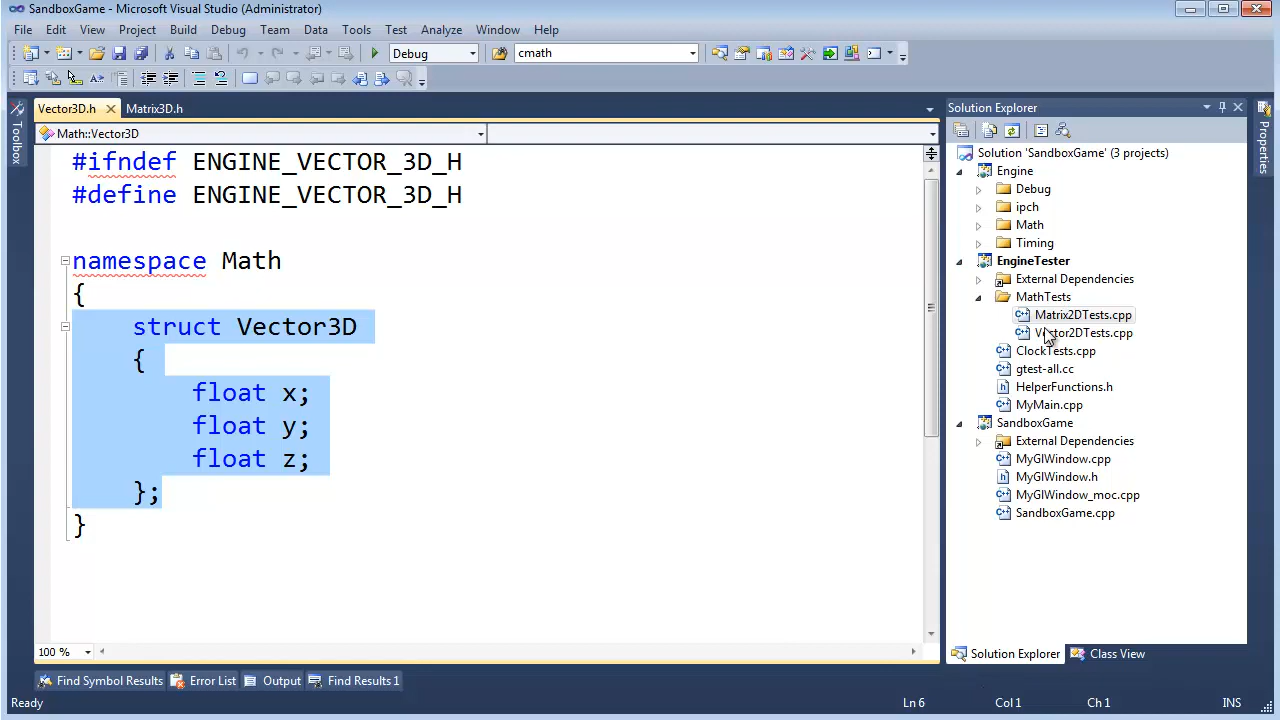 SandboxGame - Microsoft Visual Studio (Administrator)
File Edit View Project Build Debug Team Data Tools Test Analyze Window Help
Debug cmath
Vector3D.h Matrix3D.h
Math::Vector3D
#ifndef ENGINE_VECTOR_3D_H
#define ENGINE_VECTOR_3D_H
namespace Math
{
struct Vector3D
{
float x;
float y;
float z;
};
}
100 %
Toolbox
Solution Explorer
Solution 'SandboxGame' (3 projects)
Engine
Debug
ipch
Math
Timing
EngineTester
External Dependencies
MathTests
Matrix2DTests.cpp
Vector2DTests.cpp
ClockTests.cpp
gtest-all.cc
HelperFunctions.h
MyMain.cpp
SandboxGame
External Dependencies
MyGlWindow.cpp
MyGlWindow.h
MyGlWindow_moc.cpp
SandboxGame.cpp
Solution Explorer Class View
Properties
Find Symbol Results Error List Output Find Results 1
Ready Ln 6 Col 1 Ch 1 INS